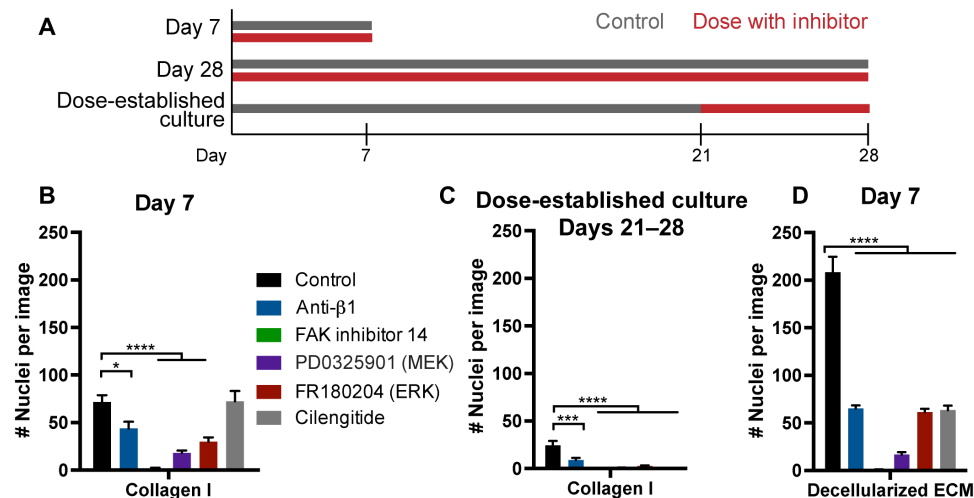 A
Control
Dose with inhibitor
Day 7
Day 28
Dose-established
culture
Day
7
21
28
B
Day 7
# Nuclei per image
250
200
150
100
50
0
****
*
Collagen I
Control
Anti-β1
FAK inhibitor 14
PD0325901 (MEK)
FR180204 (ERK)
Cilengitide
C
Dose-established culture
Days 21–28
# Nuclei per image
250
200
150
100
50
0
****
***
Collagen I
D
Day 7
# Nuclei per image
250
200
150
100
50
0
****
Decellularized ECM